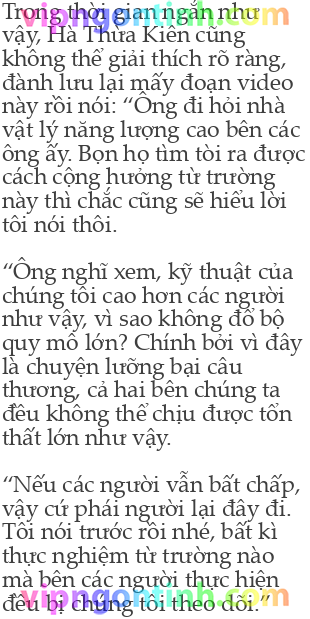 Trong thời gian ngắn như
vậy, Hà Thừa Kiên cũng
không thể giải thích rõ ràng,
đành lưu lại mấy đoạn video
này rồi nói: “Ông đi hỏi nhà
vật lý năng lượng cao bên các
ông ấy. Bọn họ tìm tòi ra được
cách cộng hưởng từ trường
này thì chắc cũng sẽ hiểu lời
tôi nói thôi.
“Ông nghĩ xem, kỹ thuật của
chúng tôi cao hơn các người
như vậy, vì sao không đổ bộ
quy mô lớn? Chính bởi vì đây
là chuyện lưỡng bại câu
thương, cả hai bên chúng ta
đều không thể chịu được tổn
thất lớn như vậy.
“Nếu các người vẫn bất chấp,
vậy cứ phái người lại đây đi.
Tôi nói trước rồi nhé, bất kì
thực nghiệm từ trường nào
mà bên các người thực hiện
đều bị chúng tôi theo dõi.”
vipngontinh.com
vipngontinh.com